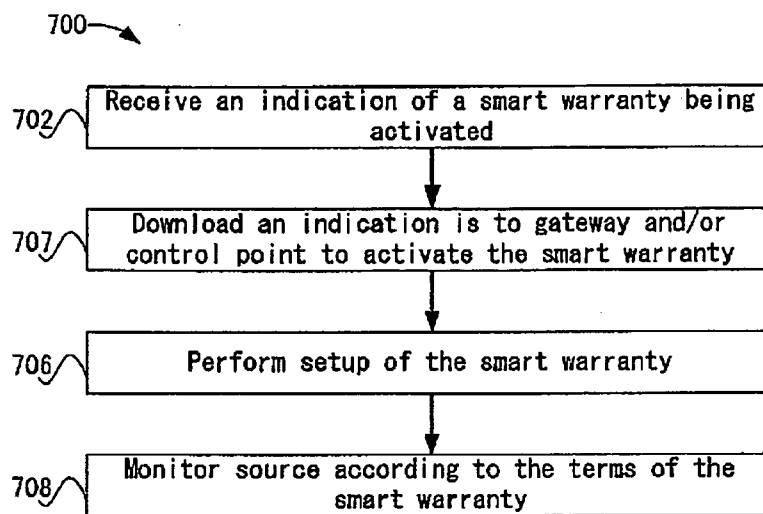 700
702
Receive an indication of a smart warranty being
activated
707
Download an indication is to gateway and/or
control point to activate the smart warranty
706
Perform setup of the smart warranty
708
Monitor source according to the terms of the
smart warranty